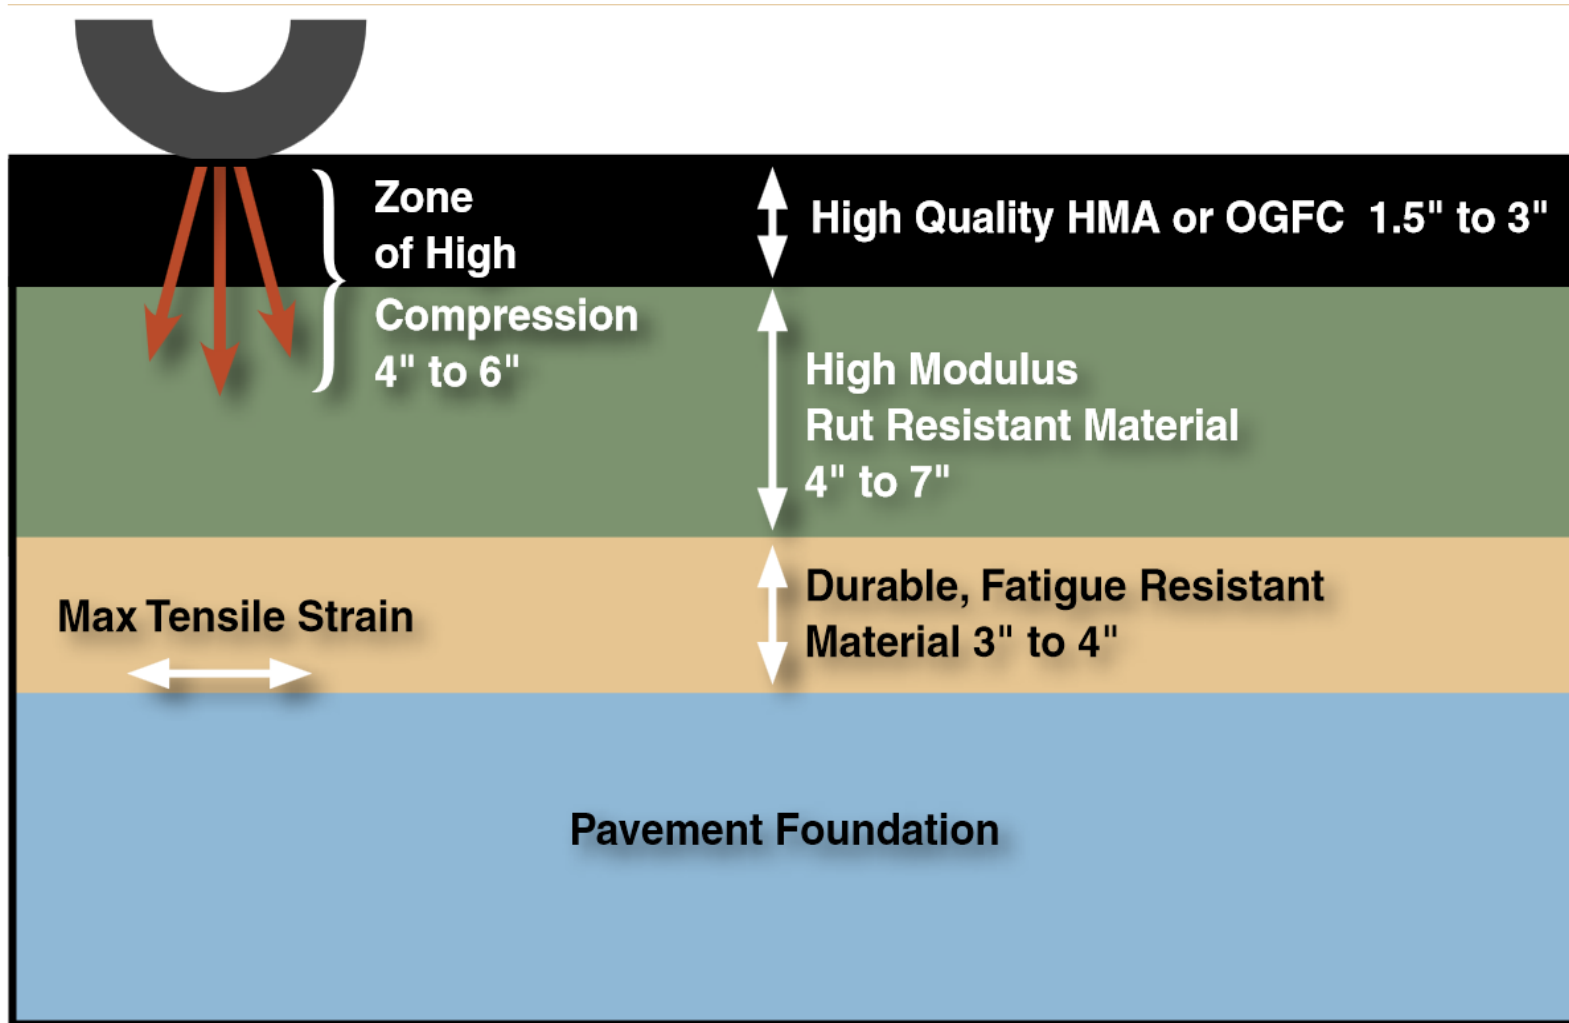 Zone
of High
Compression
4" to 6"
High Quality HMA or OGFC 1.5" to 3"
High Modulus
Rut Resistant Material
4" to 7"
Max Tensile Strain
Durable, Fatigue Resistant
Material 3" to 4"
Pavement Foundation